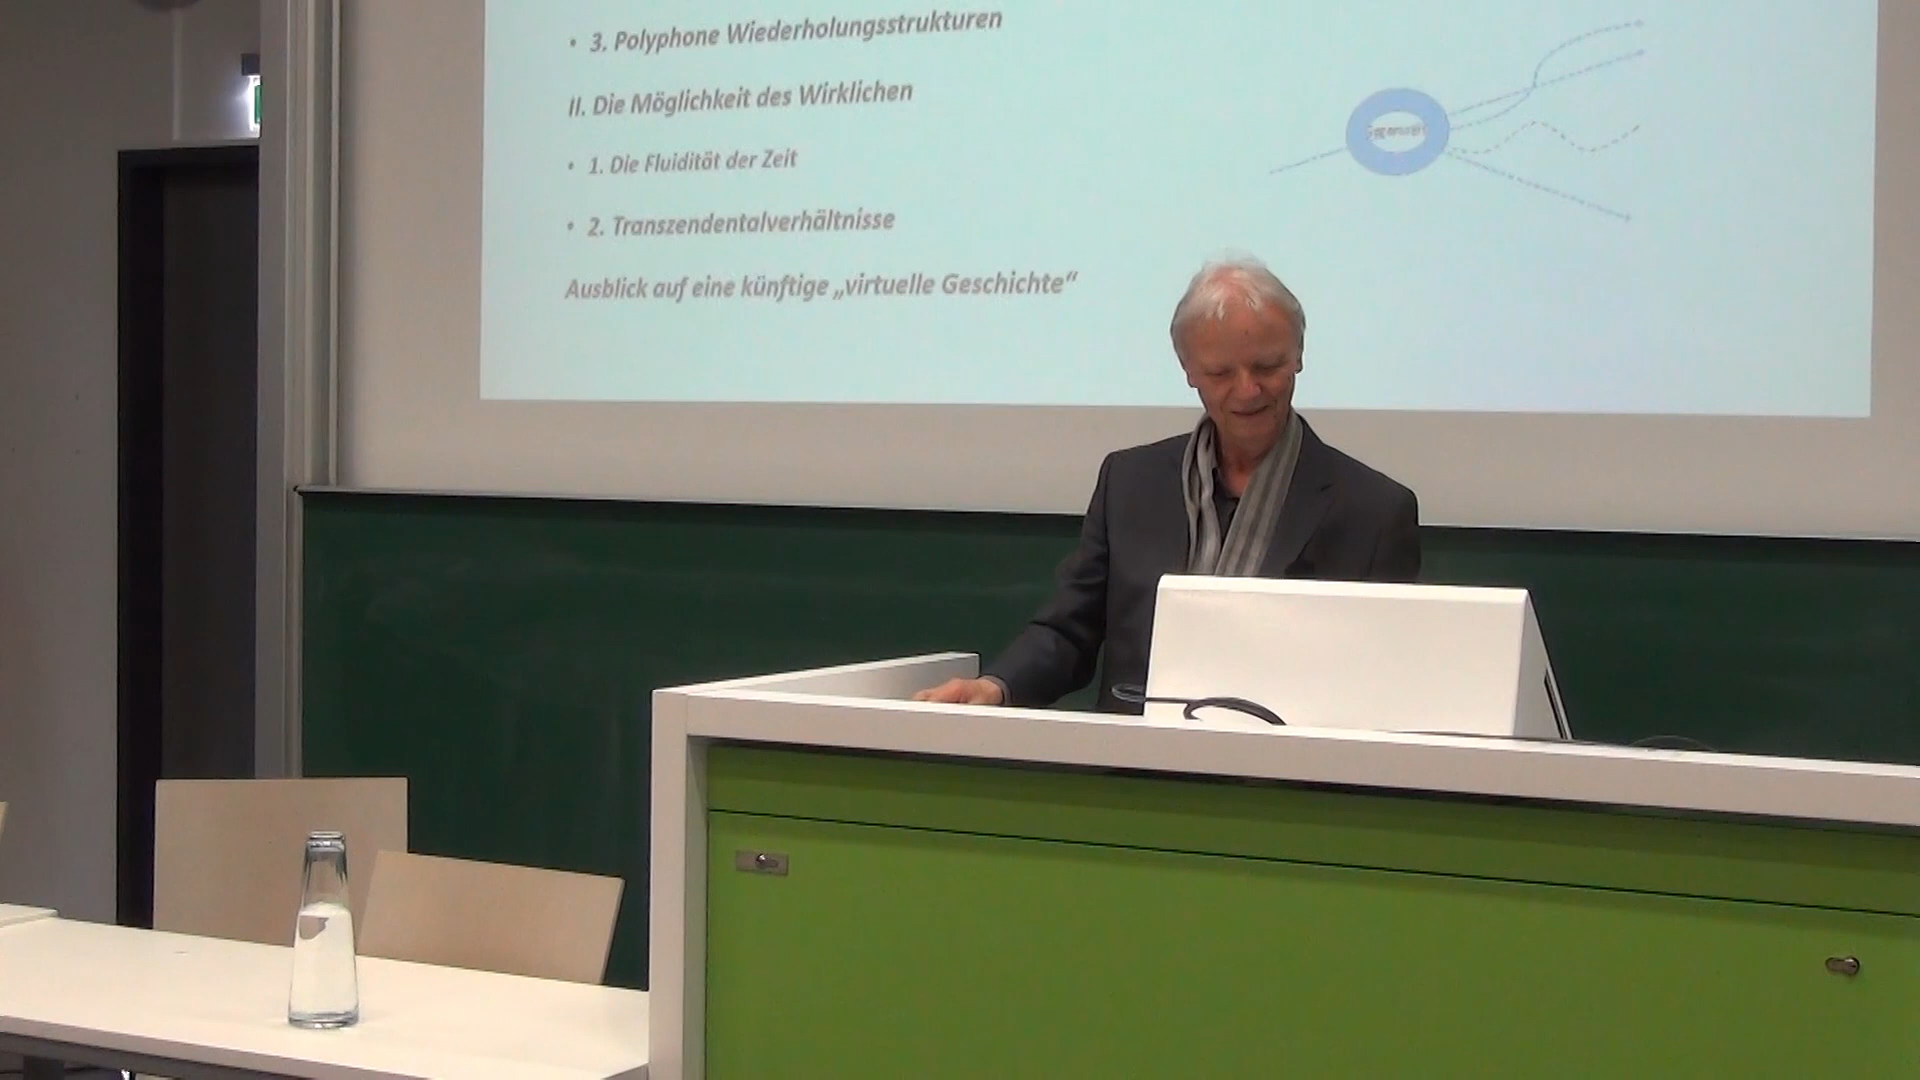 • 3. Polyphone Wiederholungsstrukturen
II. Die Möglichkeit des Wirklichen
• 1. Die Fluidität der Zeit
• 2. Transzendentalverhältnisse
Ausblick auf eine künftige „virtuelle Geschichte“